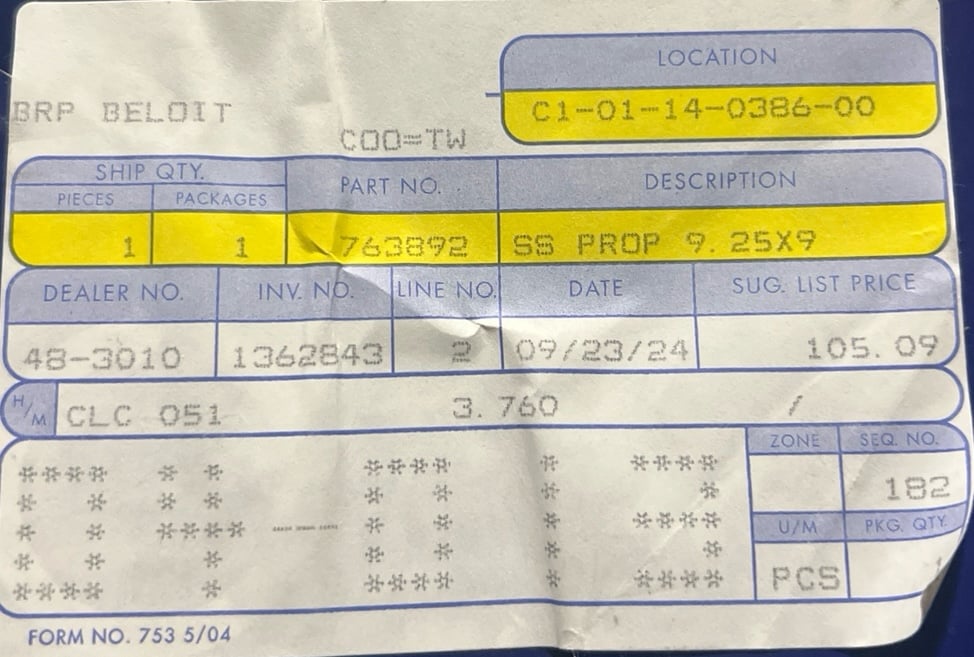 LOCATION
BRP BELOIT
C1-01-14-0386-00
COO=TW
SHIP QTY.
PART NO.
DESCRIPTION
PIECES
PACKAGES
1
1
763892
SS PROP 9.25X9
DEALER NO.
INV. NO.
LINE NO.
DATE
SUG. LIST PRICE
48-3010
1362843
2
09/23/24
105.09
H/M
CLC 051
3.760
/
ZONE
SEQ. NO.
04-013
182
U/M
PKG. QTY.
PCS
FORM NO. 753 5/04